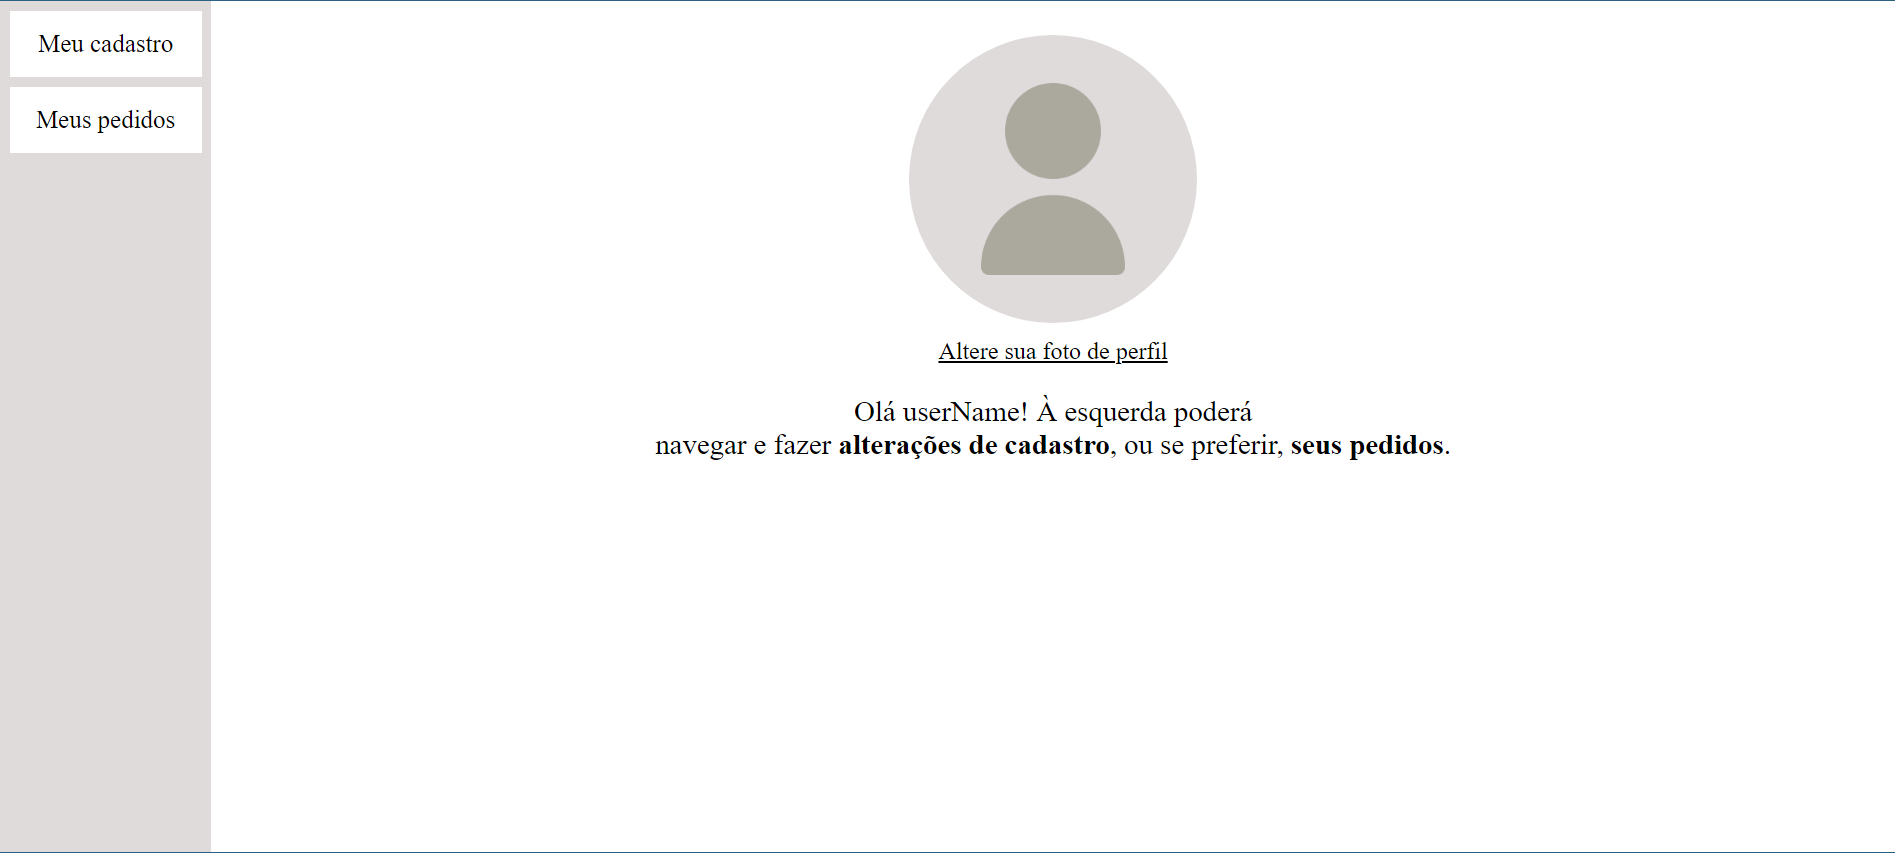 Meu cadastro
Meus pedidos
Altere sua foto de perfil
Olá userName! À esquerda poderá
navegar e fazer alterações de cadastro, ou se preferir, seus pedidos.